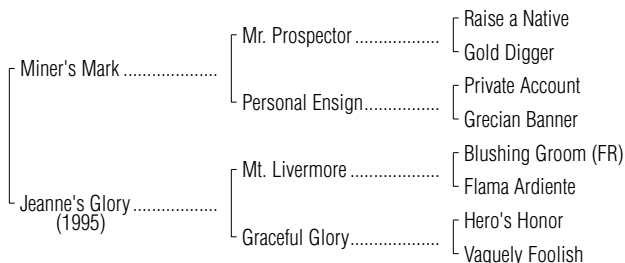 Raise a Native
Mr. Prospector ..................
Gold Digger
Miner's Mark ....................
Private Account
Personal Ensign................
Grecian Banner
Blushing Groom (FR)
Mt. Livermore ...................
Flama Ardiente
Jeanne's Glory ..................
(1995)
Hero's Honor
Graceful Glory...................
Vaguely Foolish